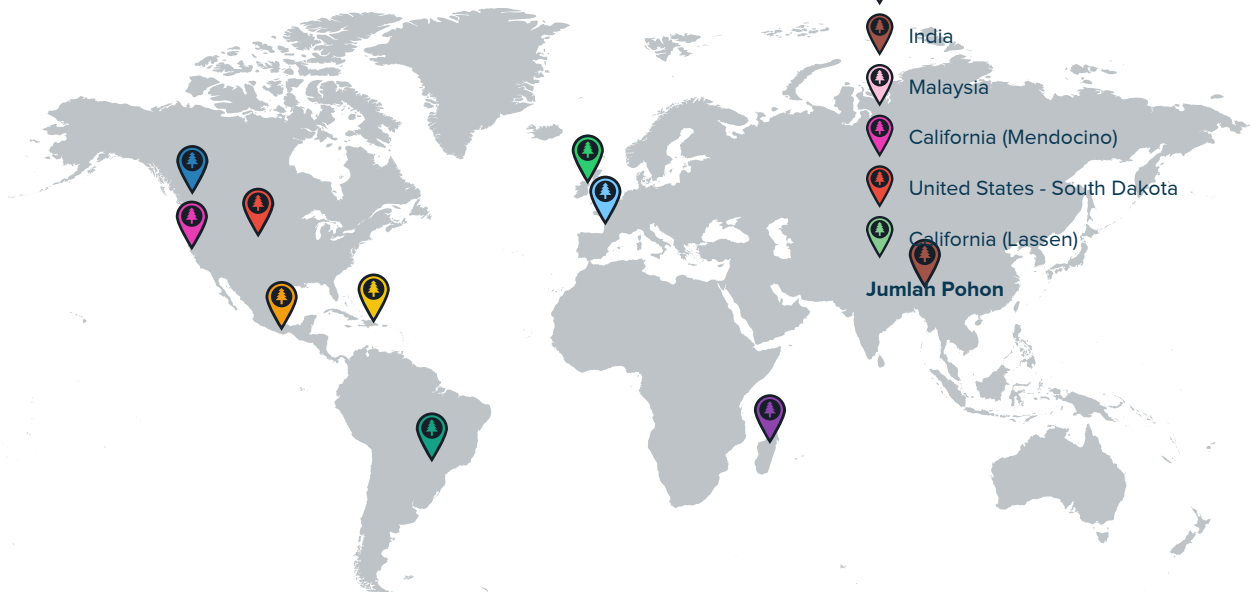 India
Malaysia
California (Mendocino)
United States - South Dakota
California (Lassen)
Jumlah Pohon